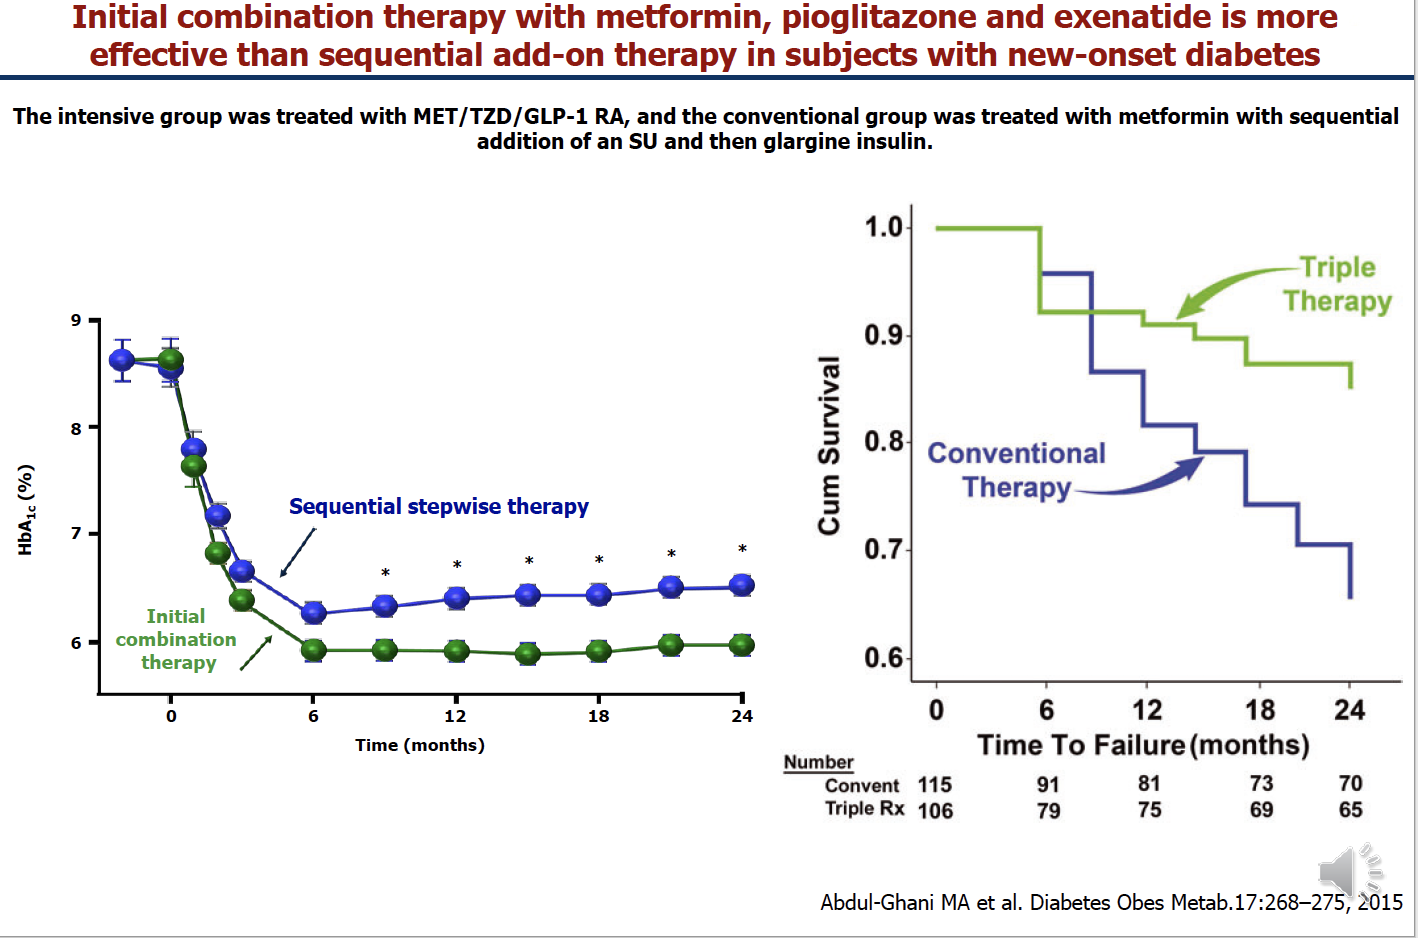 Initial combination therapy with metformin, pioglitazone and exenatide is more
effective than sequential add-on therapy in subjects with new-onset diabetes
The intensive group was treated with MET/TZD/GLP-1 RA, and the conventional group was treated with metformin with sequential
addition of an SU and then glargine insulin.
9
8
7
6
HbA1c (%)
Sequential stepwise therapy
* * * * * *
Initial
combination
therapy
0 6 12 18 24
Time (months)
1.0
0.9
0.8
0.7
0.6
Cum Survival
Triple
Therapy
Conventional
Therapy
0 6 12 18 24
Time To Failure (months)
Number
Convent 115 91 81 73 70
Triple Rx 106 79 75 69 65
Abdul-Ghani MA et al. Diabetes Obes Metab.17:268–275, 2015